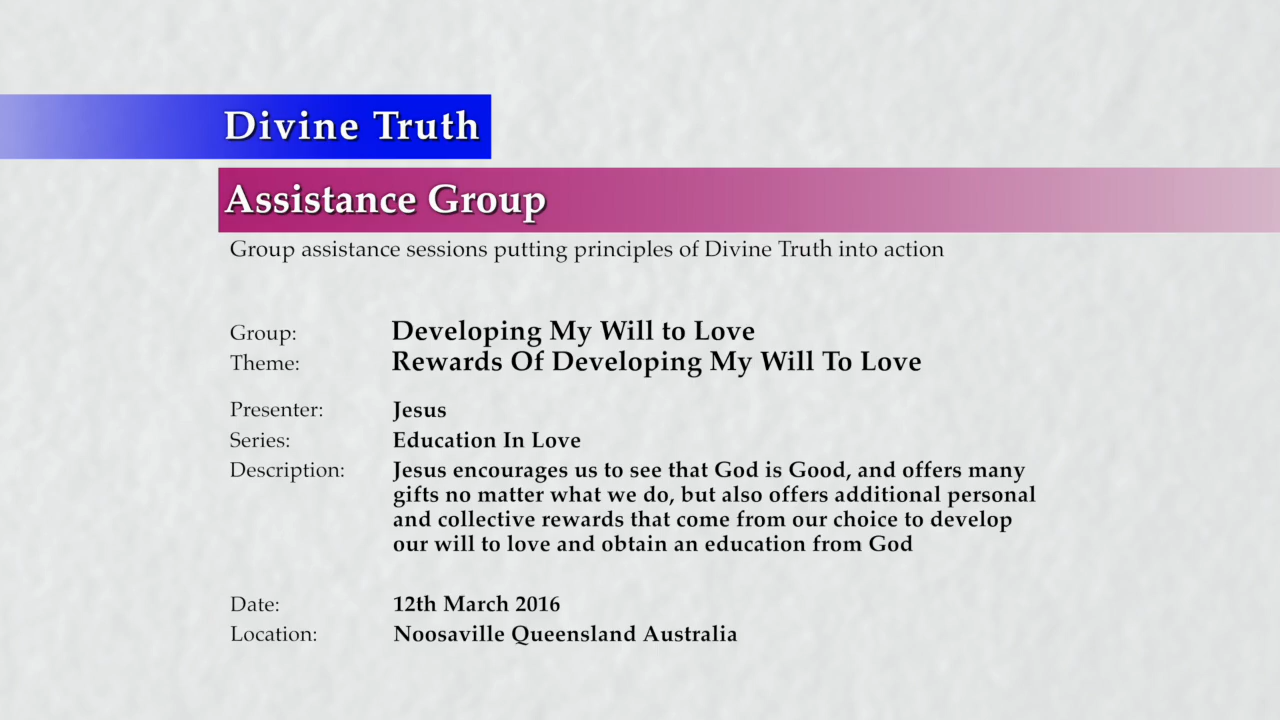 Divine Truth
Assistance Group
Group assistance sessions putting principles of Divine Truth into action
Group: Developing My Will to Love
Theme: Rewards Of Developing My Will To Love
Presenter: Jesus
Series: Education In Love
Description: Jesus encourages us to see that God is Good, and offers many
gifts no matter what we do, but also offers additional personal
and collective rewards that come from our choice to develop
our will to love and obtain an education from God
Date: 12th March 2016
Location: Noosaville Queensland Australia